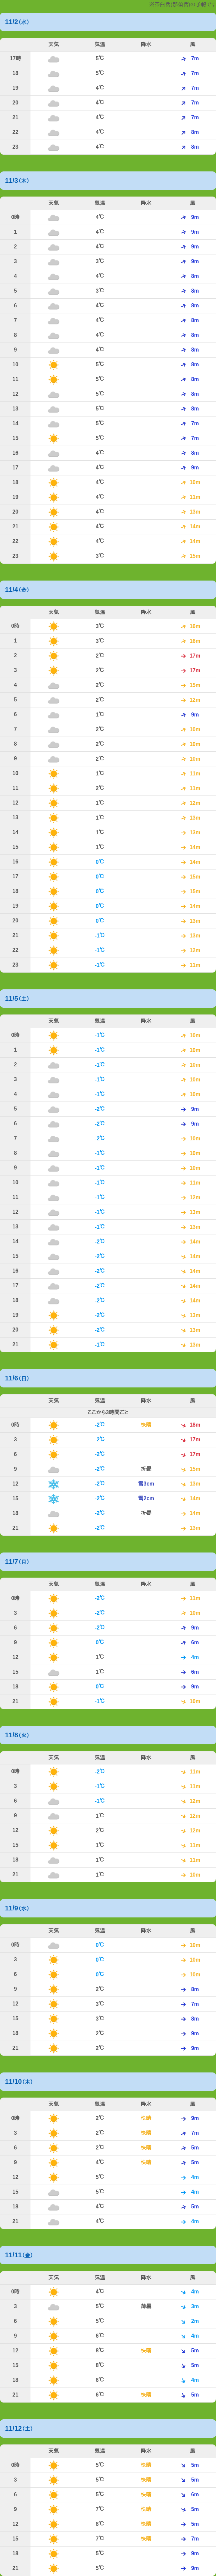 11/2(水)
天気 気温 降水 風
17時 5℃ 7m
18 5℃ 7m
19 4℃ 7m
20 4℃ 7m
21 4℃ 7m
22 4℃ 8m
23 4℃ 8m
11/3(木)
天気 気温 降水 風
0時 4℃ 9m
1 4℃ 9m
2 4℃ 9m
3 3℃ 9m
4 4℃ 8m
5 3℃ 8m
6 4℃ 8m
7 4℃ 8m
8 4℃ 8m
9 4℃ 8m
10 5℃ 8m
11 5℃ 8m
12 5℃ 8m
13 5℃ 8m
14 5℃ 7m
15 5℃ 7m
16 4℃ 8m
17 4℃ 9m
18 4℃ 10m
19 4℃ 11m
20 4℃ 13m
21 4℃ 14m
22 4℃ 14m
23 3℃ 15m
11/4(金)
天気 気温 降水 風
0時 3℃ 16m
1 3℃ 16m
2 2℃ 17m
3 2℃ 17m
4 2℃ 15m
5 2℃ 12m
6 1℃ 9m
7 2℃ 10m
8 2℃ 10m
9 2℃ 10m
10 1℃ 11m
11 2℃ 11m
12 1℃ 12m
13 1℃ 13m
14 1℃ 13m
15 1℃ 14m
16 0℃ 14m
17 0℃ 15m
18 0℃ 15m
19 0℃ 14m
20 0℃ 13m
21 -1℃ 13m
22 -1℃ 12m
23 -1℃ 11m
11/5(土)
天気 気温 降水 風
0時 -1℃ 10m
1 -1℃ 10m
2 -1℃ 10m
3 -1℃ 10m
4 -1℃ 10m
5 -2℃ 9m
6 -2℃ 9m
7 -2℃ 10m
8 -1℃ 10m
9 -1℃ 10m
10 -1℃ 11m
11 -1℃ 12m
12 -1℃ 13m
13 -1℃ 13m
14 -2℃ 14m
15 -2℃ 14m
16 -2℃ 14m
17 -2℃ 14m
18 -2℃ 14m
19 -2℃ 13m
20 -2℃ 13m
21 -1℃ 13m
11/6(日)
天気 気温 降水 風
ここから3時間ごと
0時 -2℃ 快晴 18m
3 -2℃ 17m
6 -2℃ 17m
9 -2℃ 折曇 15m
12 -2℃ 雪3cm 13m
15 -2℃ 雪2cm 14m
18 -2℃ 折曇 14m
21 -2℃ 13m
11/7(月)
天気 気温 降水 風
0時 -2℃ 11m
3 -2℃ 10m
6 -2℃ 9m
9 0℃ 6m
12 1℃ 4m
15 1℃ 6m
18 0℃ 9m
21 -1℃ 10m
11/8(火)
天気 気温 降水 風
0時 -2℃ 11m
3 -1℃ 11m
6 -1℃ 12m
9 1℃ 12m
12 2℃ 12m
15 1℃ 11m
18 1℃ 11m
21 1℃ 10m
11/9(水)
天気 気温 降水 風
0時 0℃ 10m
3 0℃ 10m
6 0℃ 10m
9 2℃ 8m
12 3℃ 7m
15 3℃ 8m
18 2℃ 9m
21 2℃ 9m
11/10(木)
天気 気温 降水 風
0時 2℃ 快晴 9m
3 2℃ 快晴 7m
6 2℃ 快晴 5m
9 4℃ 快晴 5m
12 5℃ 4m
15 5℃ 4m
18 4℃ 5m
21 4℃ 4m
11/11(金)
天気 気温 降水 風
0時 4℃ 4m
3 5℃ 薄曇 3m
6 5℃ 2m
9 6℃ 4m
12 8℃ 快晴 5m
15 8℃ 5m
18 6℃ 4m
21 6℃ 快晴 5m
11/12(土)
天気 気温 降水 風
0時 5℃ 快晴 5m
3 5℃ 快晴 5m
6 5℃ 快晴 6m
9 7℃ 快晴 5m
12 8℃ 快晴 5m
15 7℃ 快晴 7m
18 5℃ 9m
21 5℃ 9m